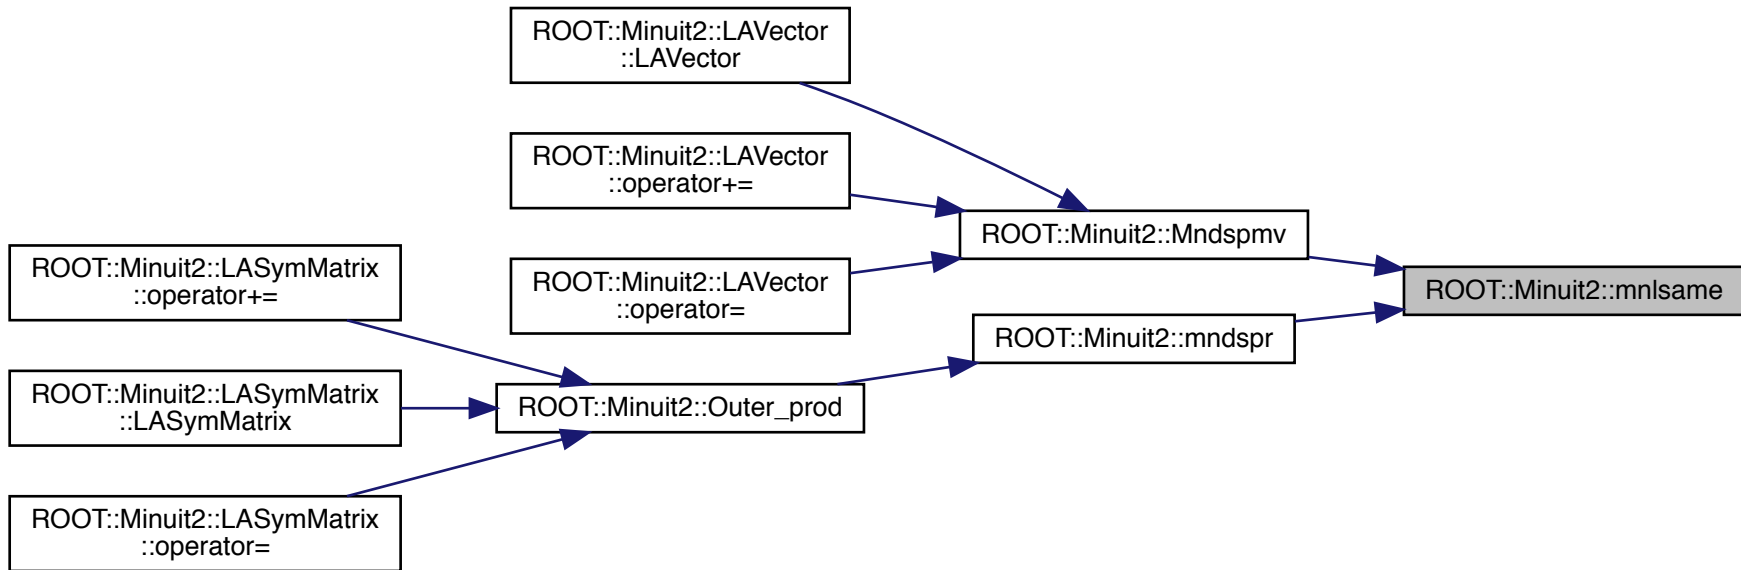 ROOT::Minuit2::LAVector
::LAVector
ROOT::Minuit2::LAVector
::operator+=
ROOT::Minuit2::Mndspmv
ROOT::Minuit2::LASymMatrix
::operator+=
ROOT::Minuit2::LAVector
::operator=
ROOT::Minuit2::mnlsame
ROOT::Minuit2::mndspr
ROOT::Minuit2::LASymMatrix
::LASymMatrix
ROOT::Minuit2::Outer_prod
ROOT::Minuit2::LASymMatrix
::operator=